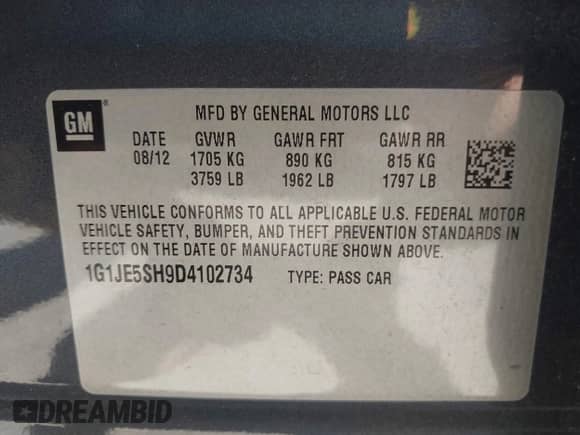 GM ®
MFD BY GENERAL MOTORS LLC
DATE GVWR GAWR FRT GAWR RR
08/12 1705 KG 890 KG 815 KG
3759 LB 1962 LB 1797 LB
THIS VEHICLE CONFORMS TO ALL APPLICABLE U.S. FEDERAL MOTOR
VEHICLE SAFETY, BUMPER, AND THEFT PREVENTION STANDARDS IN
EFFECT ON THE DATE OF MANUFACTURE SHOWN ABOVE.
1G1JE5SH9D4102734 TYPE: PASS CAR
DREAMBID